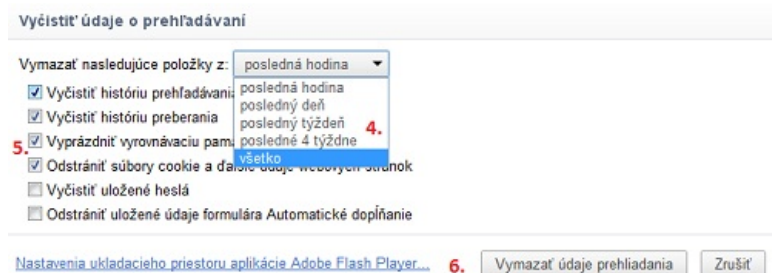 Vyčistiť údaje o prehľadávaní
Vymazať nasledujúce položky z: posledná hodina
posledná hodina
posledný deň
posledný týždeň
posledné 4 týždne
všetko
4.
Vyčistiť históriu prehľadávania
Vyčistiť históriu preberania
5. Vyprázdniť vyrovnávaciu
Odstrániť súbory cookie a ďalšie údaje webových stránok
Vyčistiť uložené heslá
Odstrániť uložené údaje formulára Automatické dopĺňanie
Nastavenia ukladacieho priestoru aplikácie Adobe Flash Player... 6. Vymazať údaje prehliadania Zrušiť